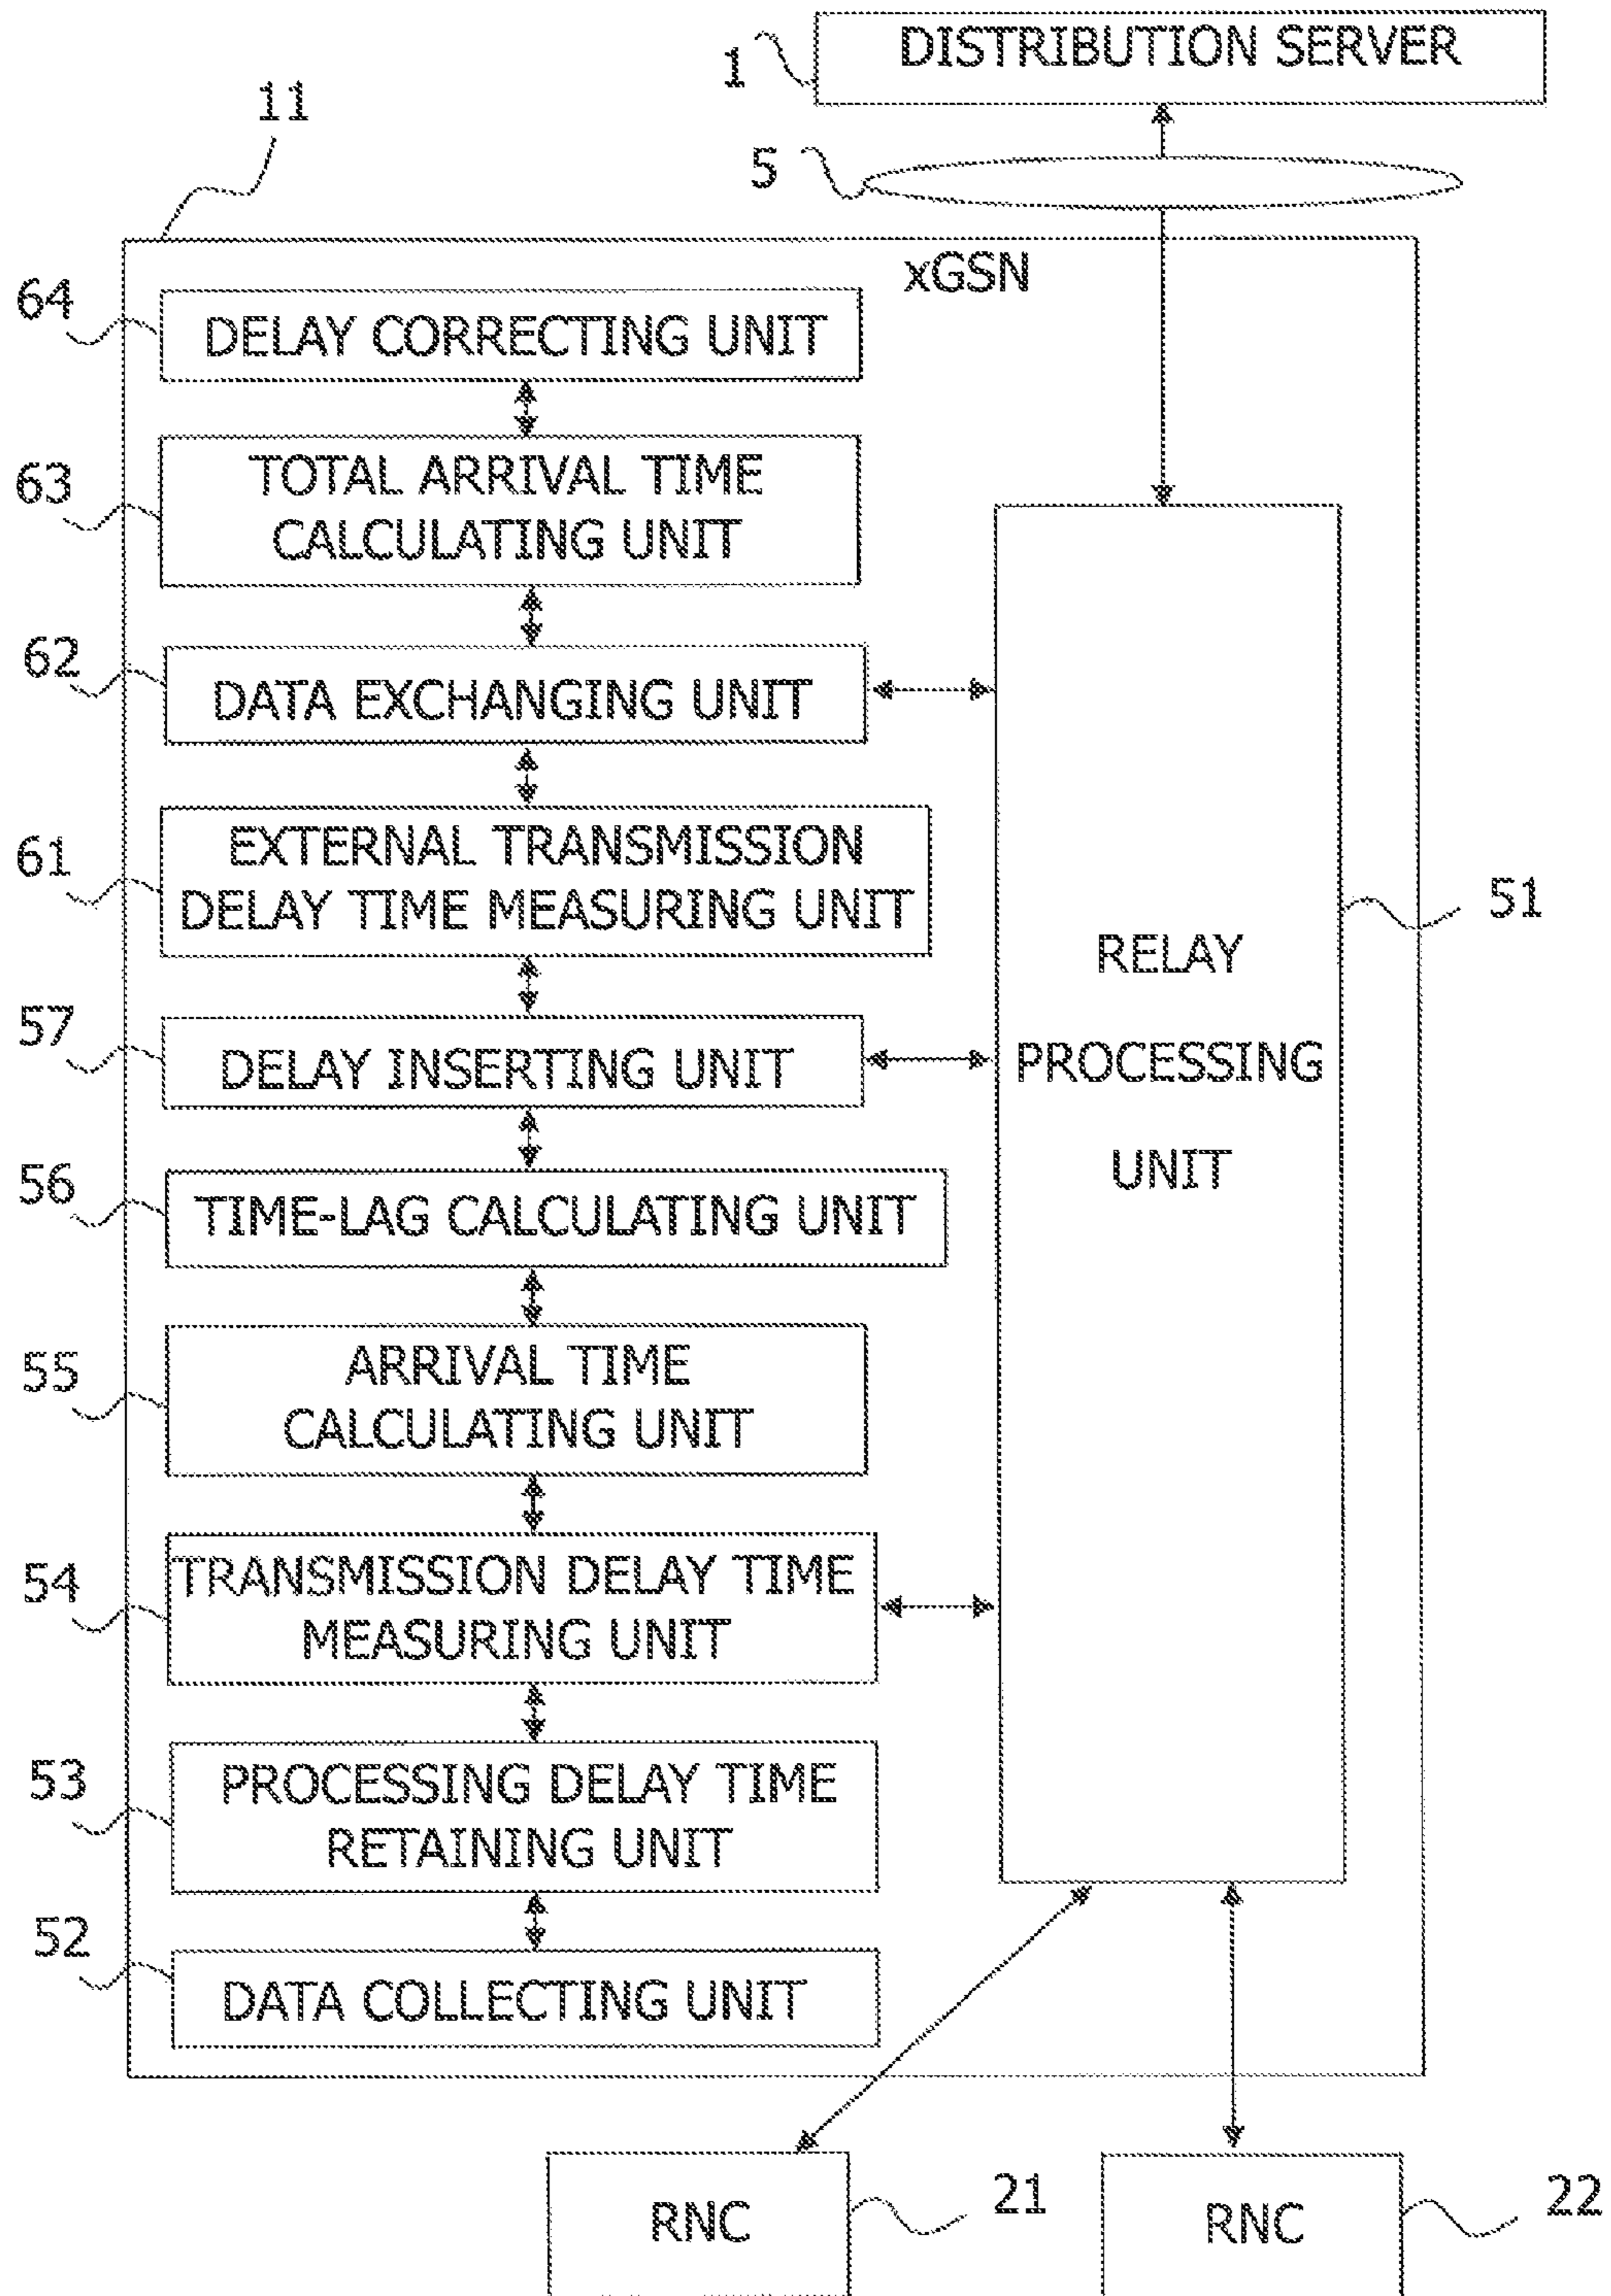 1
DISTRIBUTION SERVER
11
5
xGSN
64
DELAY CORRECTING UNIT
63
TOTAL ARRIVAL TIME
CALCULATING UNIT
62
DATA EXCHANGING UNIT
61
EXTERNAL TRANSMISSION
DELAY TIME MEASURING UNIT
51
RELAY
PROCESSING
UNIT
57
DELAY INSERTING UNIT
56
TIME-LAG CALCULATING UNIT
55
ARRIVAL TIME
CALCULATING UNIT
54
TRANSMISSION DELAY TIME
MEASURING UNIT
53
PROCESSING DELAY TIME
RETAINING UNIT
52
DATA COLLECTING UNIT
RNC
21
RNC
22